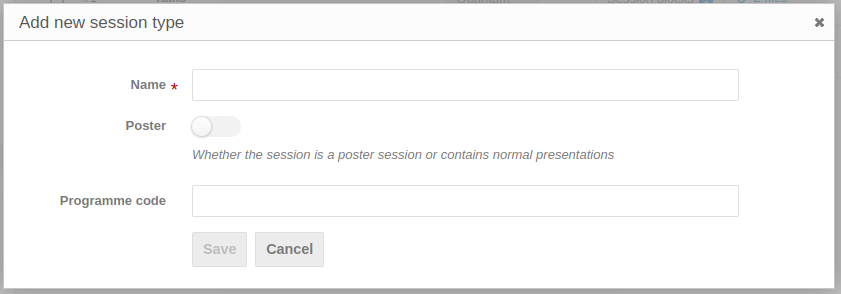 Add new session type
Name *
Poster
Whether the session is a poster session or contains normal presentations
Programme code
Save Cancel